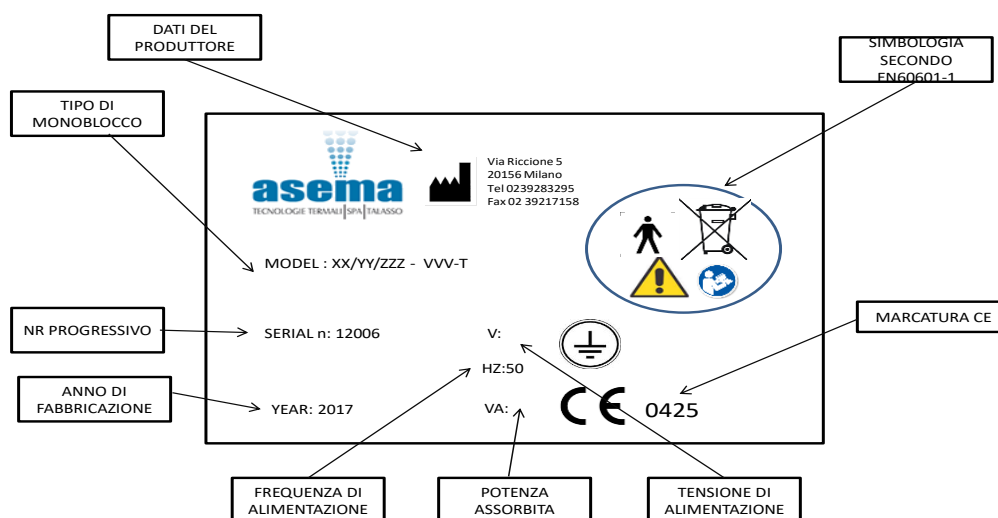 DATI DEL
PRODUTTORE
SIMBOLOGIA
SECONDO
EN60601-1
TIPO DI
MONOBLOCCO
asema
TECNOLOGIE TERMALI|SPA|TALASSO
Via Riccione 5
20156 Milano
Tel 0239283295
Fax 02 39217158
MODEL : XX/YY/ZZZ - VVV-T
NR PROGRESSIVO
SERIAL n: 12006
V:
MARCATURA CE
HZ:50
ANNO DI
FABBRICAZIONE
YEAR: 2017
VA:
CE 0425
FREQUENZA DI
ALIMENTAZIONE
POTENZA
ASSORBITA
TENSIONE DI
ALIMENTAZIONE